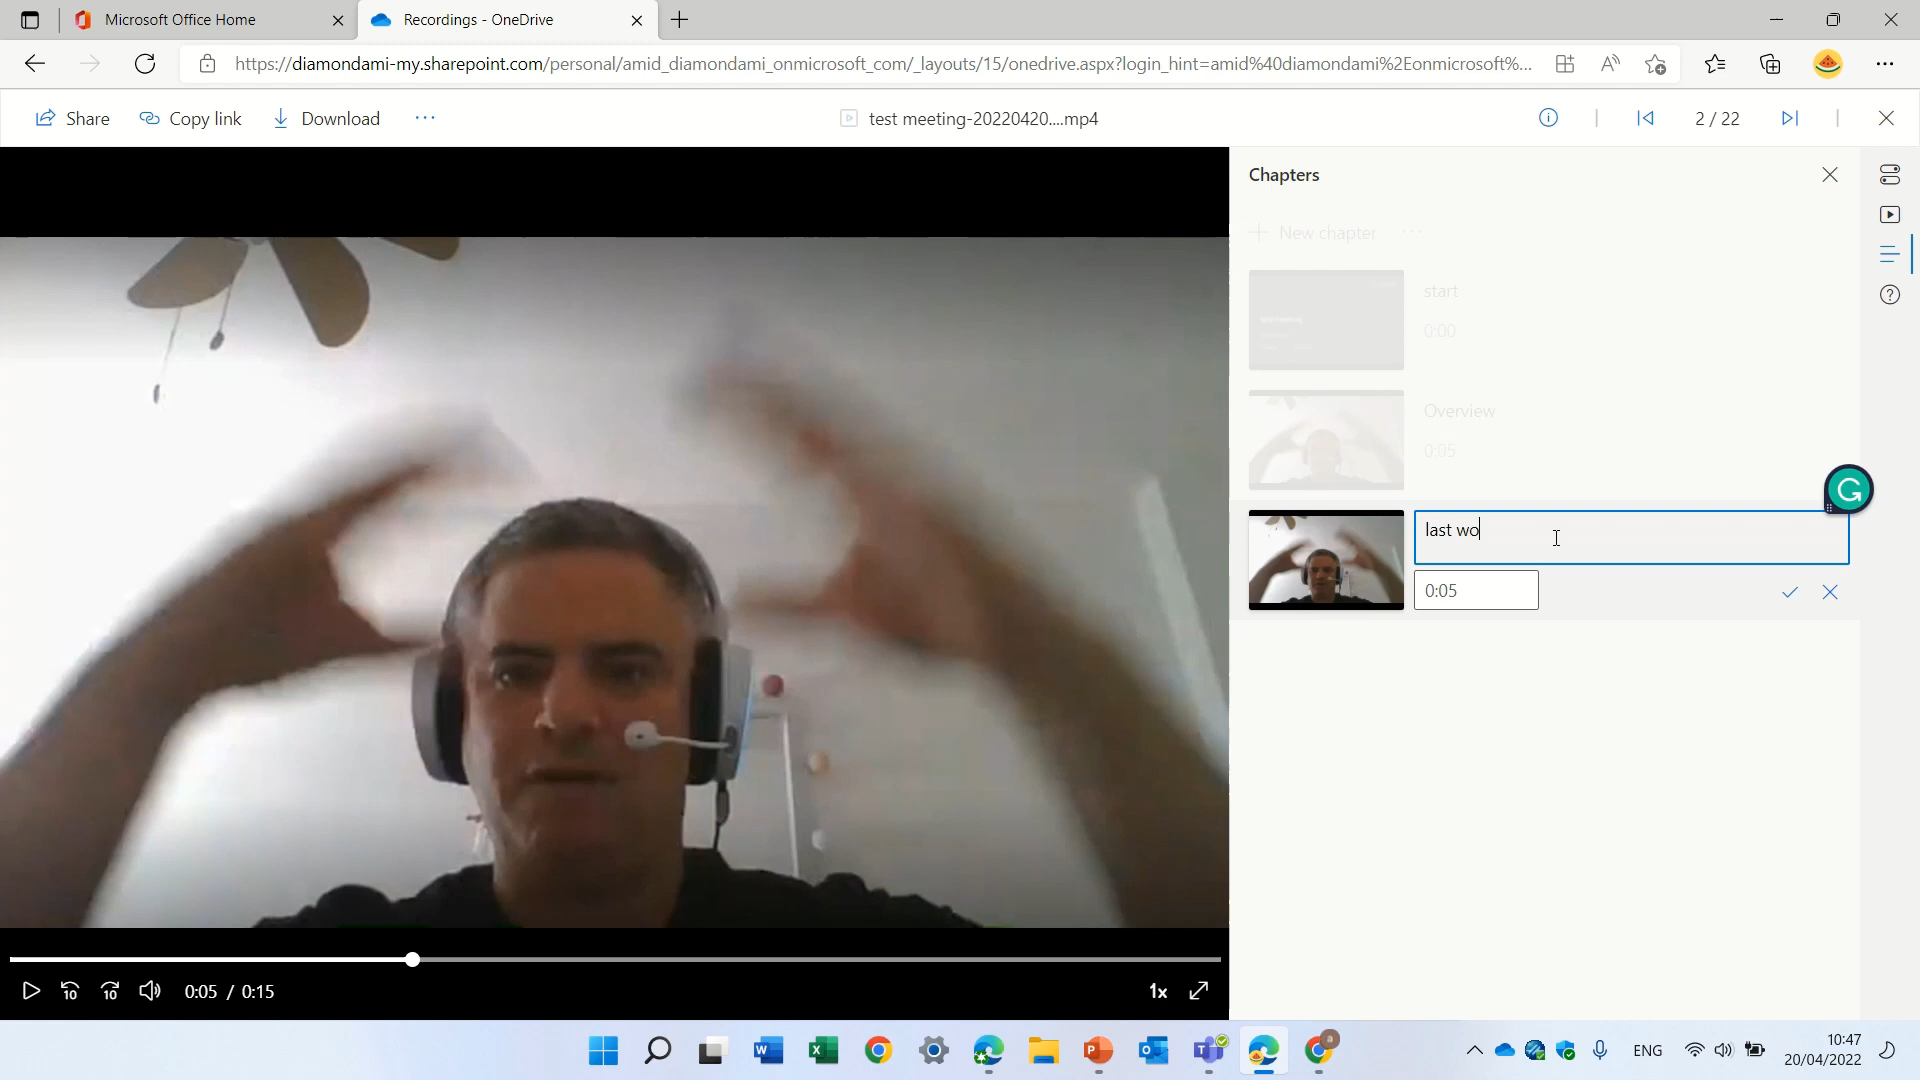 Microsoft Office Home
Recordings - OneDrive
https://diamondami-my.sharepoint.com/personal/amid_diamondami_onmicrosoft_com/_layouts/15/onedrive.aspx?login_hint=amid%40diamondami%2Eonmicrosoft%...
Share
Copy link
Download
test meeting-20220420....mp4
2 / 22
Chapters
New chapter
start
0:00
Overview
0:05
last wo
0:05
10
10
0:05 / 0:15
1x
ENG
10:47
20/04/2022